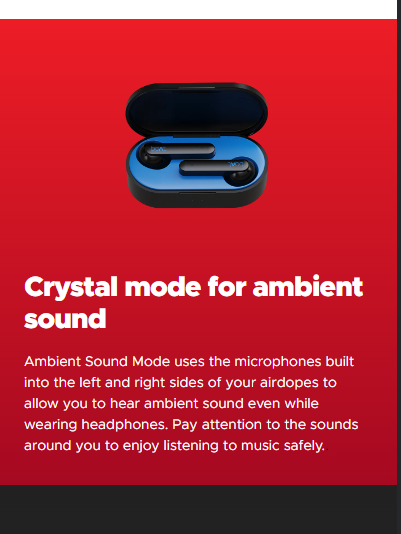 Crystal mode for ambient
sound
Ambient Sound Mode uses the microphones built
into the left and right sides of your airdopes to
allow you to hear ambient sound even while
wearing headphones. Pay attention to the sounds
around you to enjoy listening to music safely.